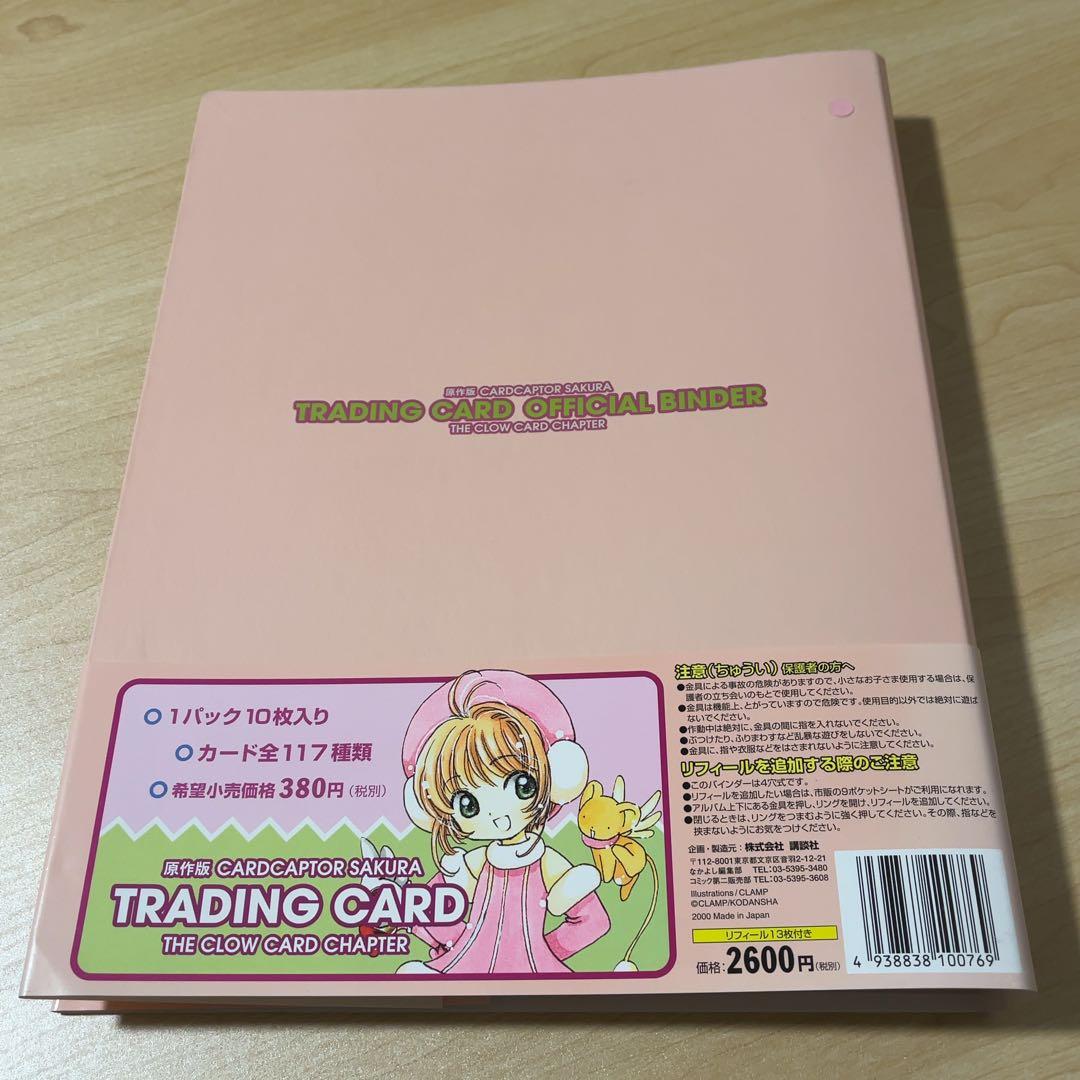 原作版 CARDCAPTOR SAKURA
TRADING CARD OFFICIAL BINDER
THE CLOW CARD CHAPTER
1パック10枚入り
カード全117種類
希望小売価格380円(税別)
原作版 CARDCAPTOR SAKURA
TRADING CARD
THE CLOW CARD CHAPTER
注意(ちゅうい) 保護者の方へ
●金具による事故の危険がありますので、小さなお子さま使用する場合は、保
護者の立ち会いのもとで使用してください。
●金具は機能上、とがっていますので危険です。使用目的以外では絶対に遊ば
ないでください。
●作動中は絶対に、金具の間に指を入れないでください。
●ぶつけたり、ふりまわすなど乱暴な遊びをしないでください。
●金具に、指や衣服などをはさまれないように注意してください。
リフィールを追加する際のご注意
●このバインダーは4穴式です。
●リフィールを追加したい場合は、市販の9ポケットシートがご利用になれます。
●アルバム上下にある金具を押し、リングを開け、リフィールを追加してください。
●閉じるときは、リングをつまむように強く押してください。その際、指などを
挟まないようにお気をつけください。
企画・製造元:株式会社 講談社
〒112-8001東京都文京区音羽2-12-21
なかよし編集部 TEL:03-5395-3480
コミック第二販売部 TEL:03-5395-3608
Illustrations/CLAMP
©CLAMP/KODANSHA
2000 Made in Japan
リフィール13枚付き
価格:2600円(税別)
4 938838 100769